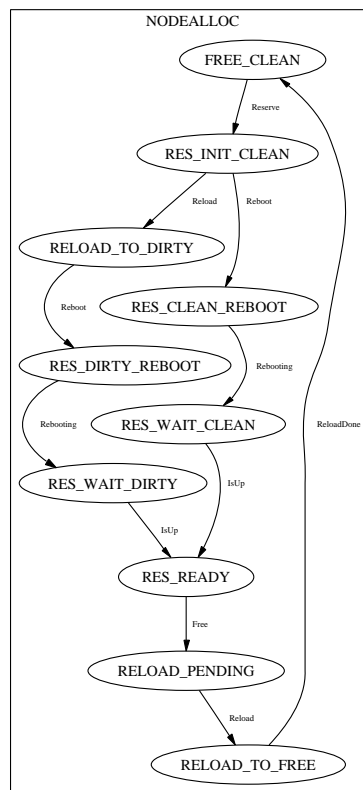 NODEALLOC
FREE_CLEAN
Reserve
RES_INIT_CLEAN
Reload
Reboot
RELOAD_TO_DIRTY
RES_CLEAN_REBOOT
Reboot
RES_DIRTY_REBOOT
Rebooting
RES_WAIT_CLEAN
Rebooting
ReloadDone
RES_WAIT_DIRTY
IsUp
IsUp
RES_READY
Free
RELOAD_PENDING
Reload
RELOAD_TO_FREE